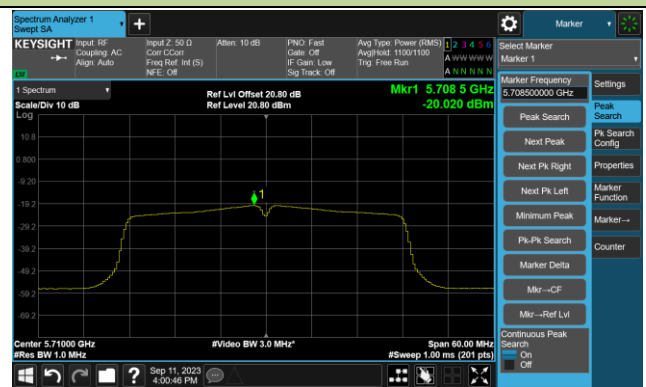 Spectrum Analyzer 1
Swept SA
Marker
KEYSIGHT
Input: RF
Coupling: AC
Align: Auto
Input Z: 50 Ω
Corr CCorr
Freq Ref: Int (S)
NFE: Off
Atten: 10 dB
PNO: Fast
Gate: Off
IF Gain: Low
Sig Track: Off
Avg Type: Power (RMS)
Avg|Hold: 1100/1100
Trig: Free Run
1 2 3 4 5 6
A W W W W W
A N N N N N
Select Marker
Marker 1
1 Spectrum
Scale/Div 10 dB
Log
Ref Lvl Offset 20.80 dB
Ref Level 20.80 dBm
Mkr1 5.708 5 GHz
-20.020 dBm
10.8
0.800
-9.20
-19.2
-29.2
-39.2
-49.2
-59.2
-69.2
1
Center 5.71000 GHz
#Res BW 1.0 MHz
#Video BW 3.0 MHz*
Span 60.00 MHz
#Sweep 1.00 ms (201 pts)
Marker Frequency
5.708500000 GHz
Peak Search
Next Peak
Next Pk Right
Next Pk Left
Minimum Peak
Pk-Pk Search
Marker Delta
Mkr→CF
Mkr→Ref Lvl
Continuous Peak
Search
On
Off
Settings
Peak
Search
Pk Search
Config
Properties
Marker
Function
Marker→
Counter
?
Sep 11, 2023
4:00:46 PM